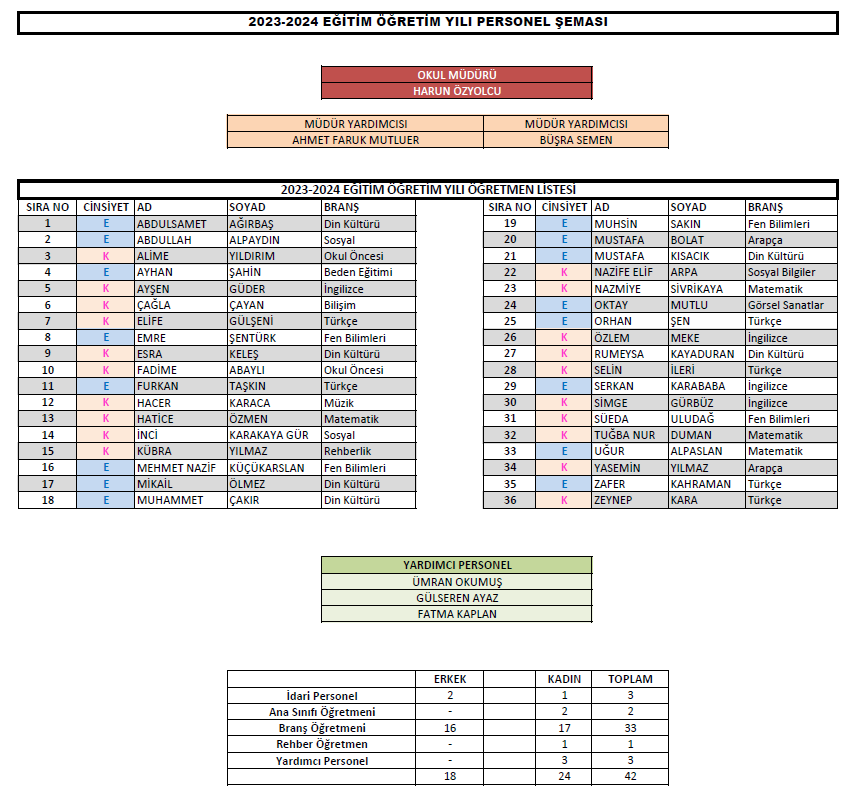 2023-2024 EĞİTİM ÖĞRETİM YILI PERSONEL ŞEMASI
OKUL MÜDÜRÜ
HARUN ÖZYOLCU
MÜDÜR YARDIMCISI MÜDÜR YARDIMCISI
AHMET FARUK MUTLUER BÜŞRA SEMEN
2023-2024 EĞİTİM ÖĞRETİM YILI ÖĞRETMEN LİSTESİ
SIRA NO CİNSİYET AD SOYAD BRANŞ SIRA NO CİNSİYET AD SOYAD BRANŞ
1 E ABDULSAMET AĞIRBAŞ Din Kültürü 19 E MUHSİN SAKIN Fen Bilimleri
2 E ABDULLAH ALPAYDIN Sosyal 20 E MUSTAFA BOLAT Arapça
3 K ALİME YILDIRIM Okul Öncesi 21 E MUSTAFA KISACIK Din Kültürü
4 E AYHAN ŞAHİN Beden Eğitimi 22 K NAZİFE ELİF ARPA Sosyal Bilgiler
5 K AYŞEN GÜDER İngilizce 23 K NAZMİYE SİVRİKAYA Matematik
6 K ÇAĞLA ÇAYAN Bilişim 24 E OKTAY MUTLU Görsel Sanatlar
7 K ELİFE GÜLŞENİ Türkçe 25 E ORHAN ŞEN Türkçe
8 E EMRE ŞENTÜRK Fen Bilimleri 26 K ÖZLEM MEKE İngilizce
9 K ESRA KELEŞ Din Kültürü 27 K RUMEYSA KAYADURAN Din Kültürü
10 K FADİME ABAYLI Okul Öncesi 28 K SELİN İLERİ Türkçe
11 E FURKAN TAŞKIN Türkçe 29 E SERKAN KARABABA İngilizce
12 K HACER KARACA Müzik 30 K SİMGE GÜRBÜZ İngilizce
13 K HATİCE ÖZMEN Matematik 31 K SÜEDA ULUDAĞ Fen Bilimleri
14 K İNCİ KARAKAYA GÜR Sosyal 32 K TUĞBA NUR DUMAN Matematik
15 K KÜBRA YILMAZ Rehberlik 33 E UĞUR ALPASLAN Matematik
16 E MEHMET NAZİF KÜÇÜKARSLAN Fen Bilimleri 34 K YASEMİN YILMAZ Arapça
17 E MİKAİL ÖLMEZ Din Kültürü 35 E ZAFER KAHRAMAN Türkçe
18 E MUHAMMET ÇAKIR Din Kültürü 36 K ZEYNEP KARA Türkçe
YARDIMCI PERSONEL
ÜMRAN OKUMUŞ
GÜLSEREN AYAZ
FATMA KAPLAN
ERKEK KADIN TOPLAM
İdari Personel 2 1 3
Ana Sınıfı Öğretmeni - 2 2
Branş Öğretmeni 16 17 33
Rehber Öğretmen - 1 1
Yardımcı Personel - 3 3
18 24 42